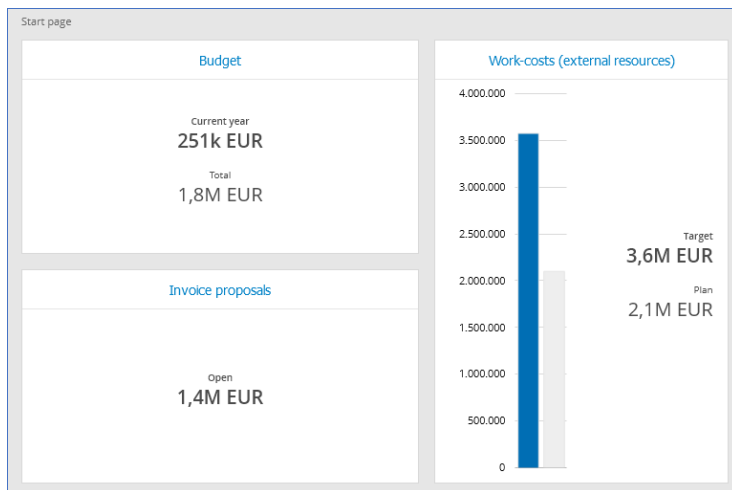 Start page
Budget
Current year
251k EUR
Total
1,8M EUR
Invoice proposals
Open
1,4M EUR
Work-costs (external resources)
4.000.000
3.500.000
3.000.000
2.500.000
2.000.000
1.500.000
1.000.000
500.000
0
Target
3,6M EUR
Plan
2,1M EUR